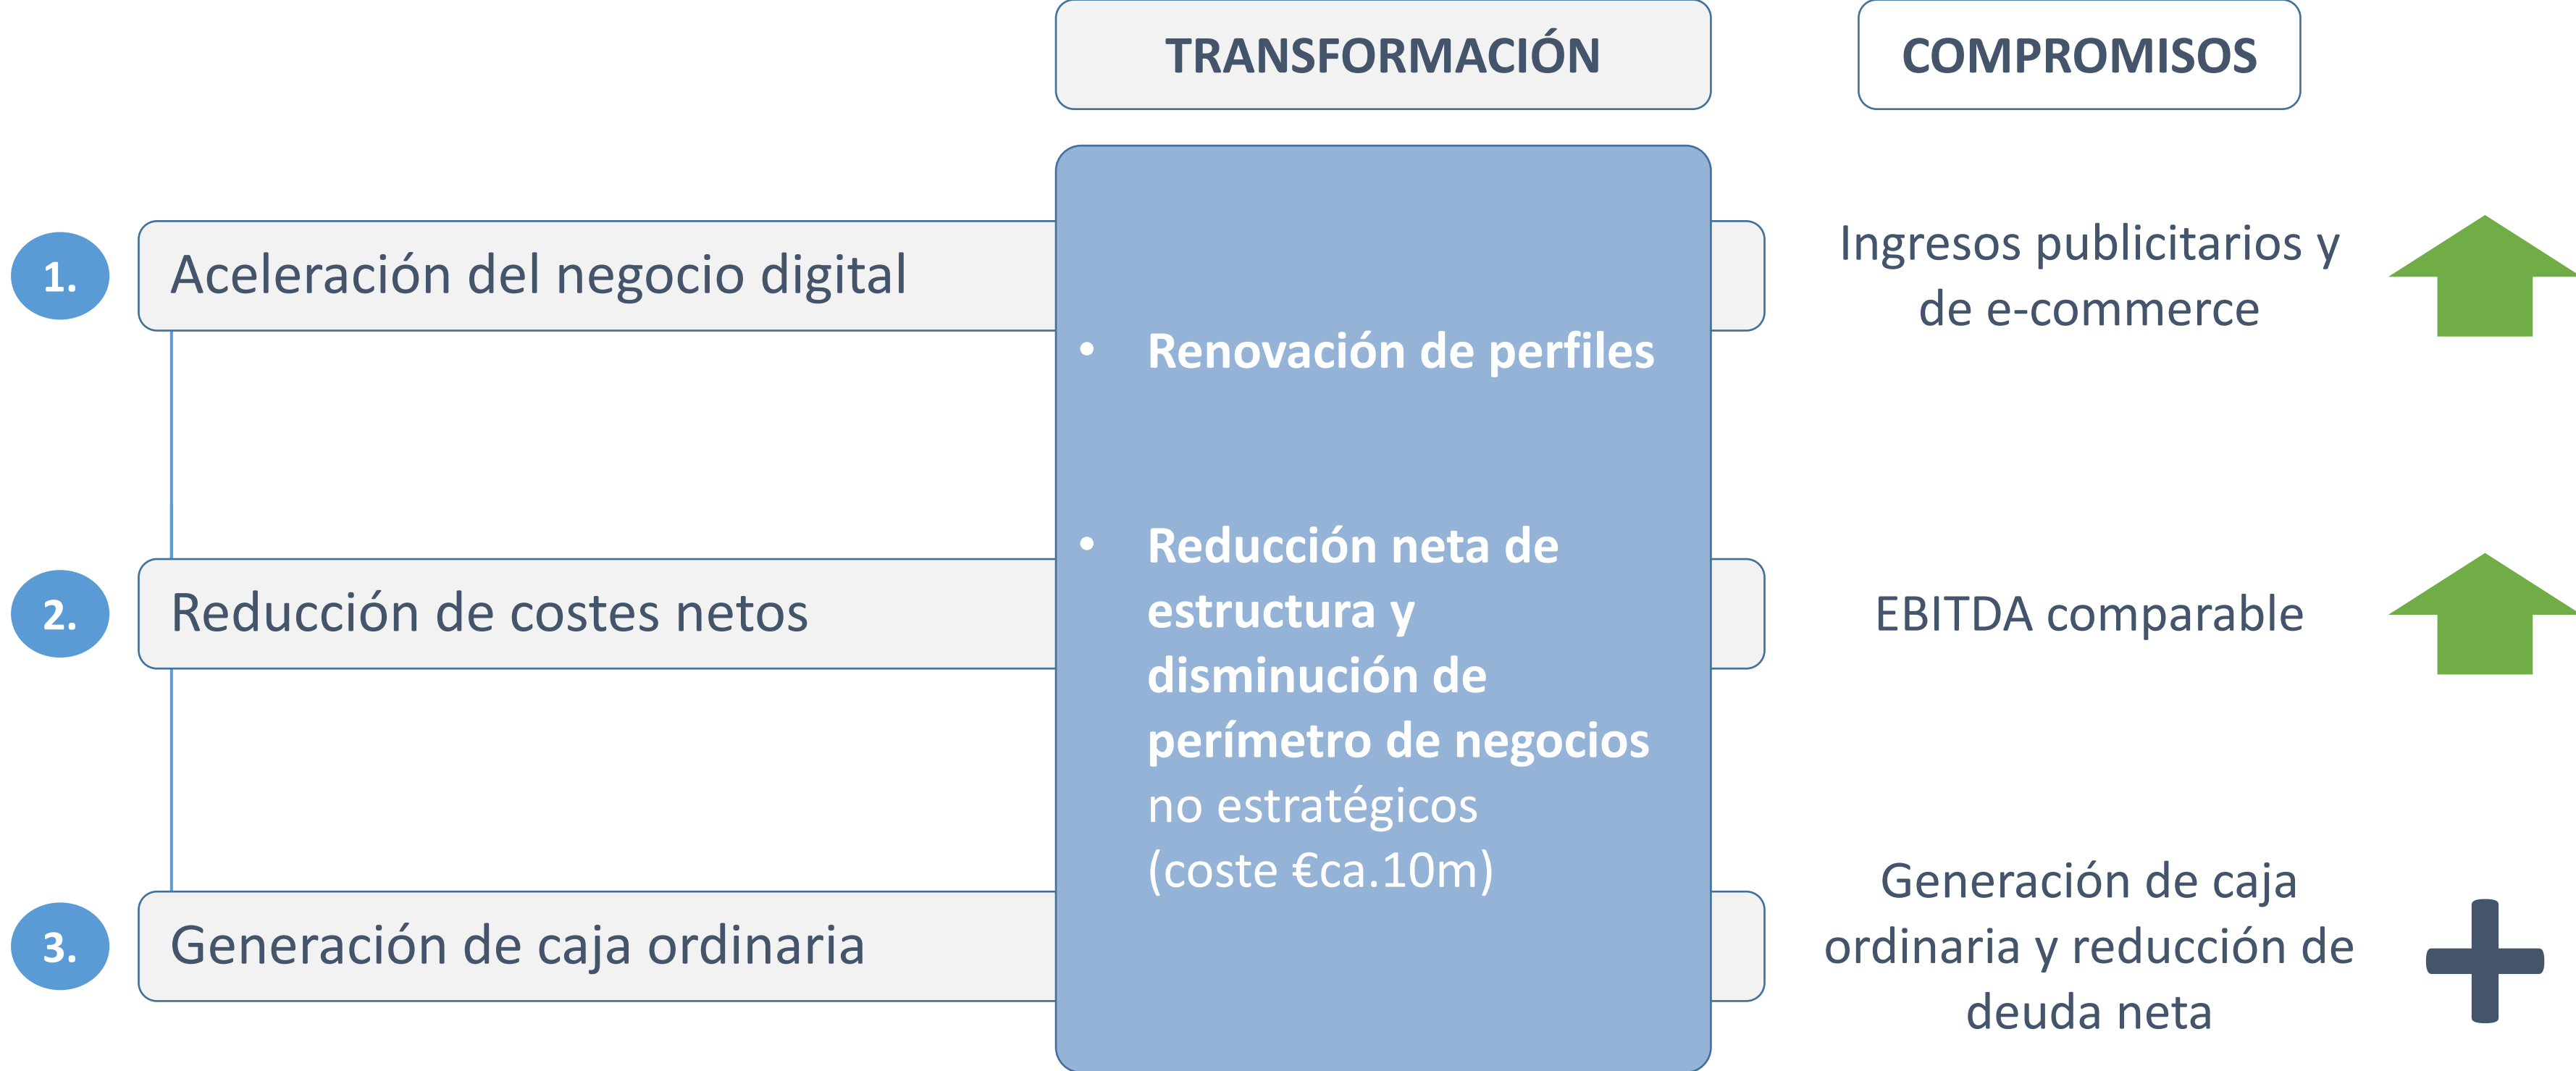 TRANSFORMACIÓN
COMPROMISOS
1.
Aceleración del negocio digital
Ingresos publicitarios y
de e-commerce
• Renovación de perfiles
2.
Reducción de costes netos
• Reducción neta de
estructura y
disminución de
perímetro de negocios
no estratégicos
(coste €ca.10m)
EBITDA comparable
3.
Generación de caja ordinaria
Generación de caja
ordinaria y reducción de
deuda neta